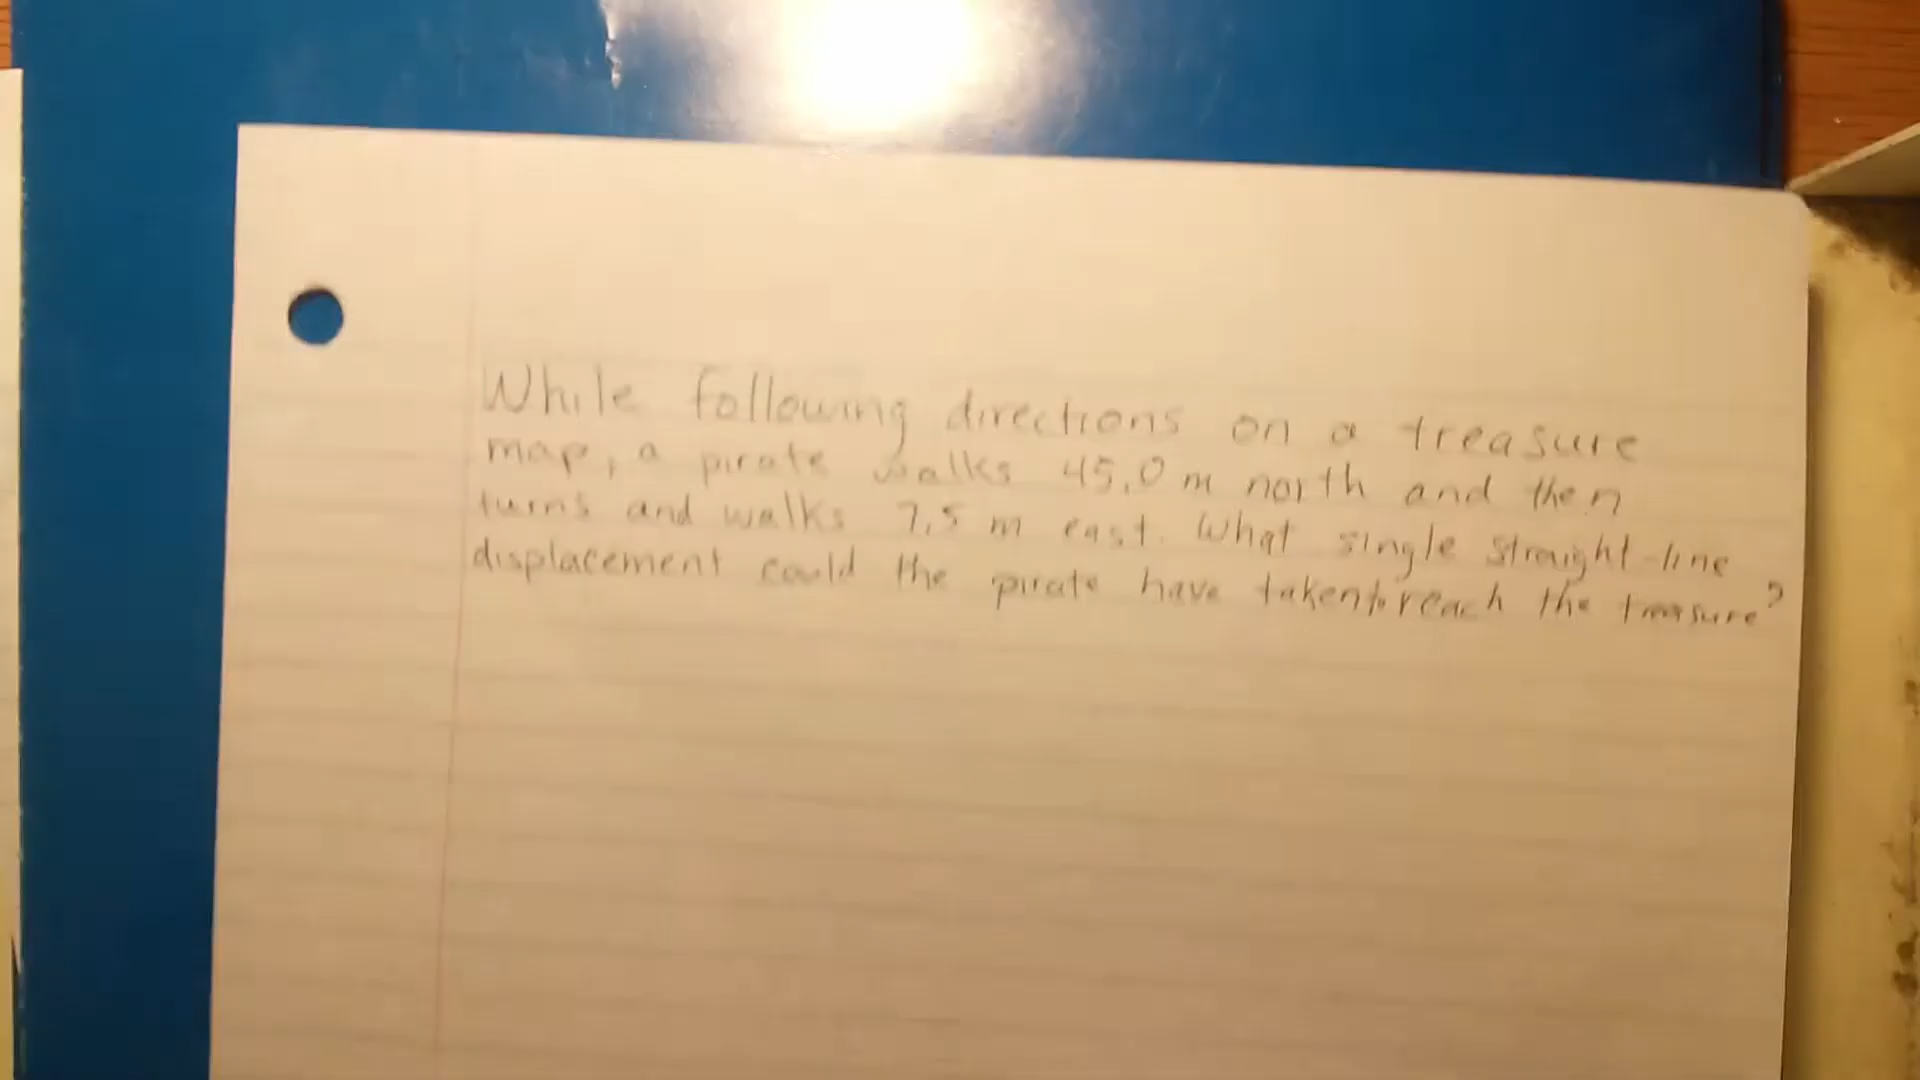 While following directions on a treasure
map, a pirate walks 45.0 m north and then
turns and walks 7.5 m east. What single straight-line
displacement could the pirate have taken to reach the treasure?